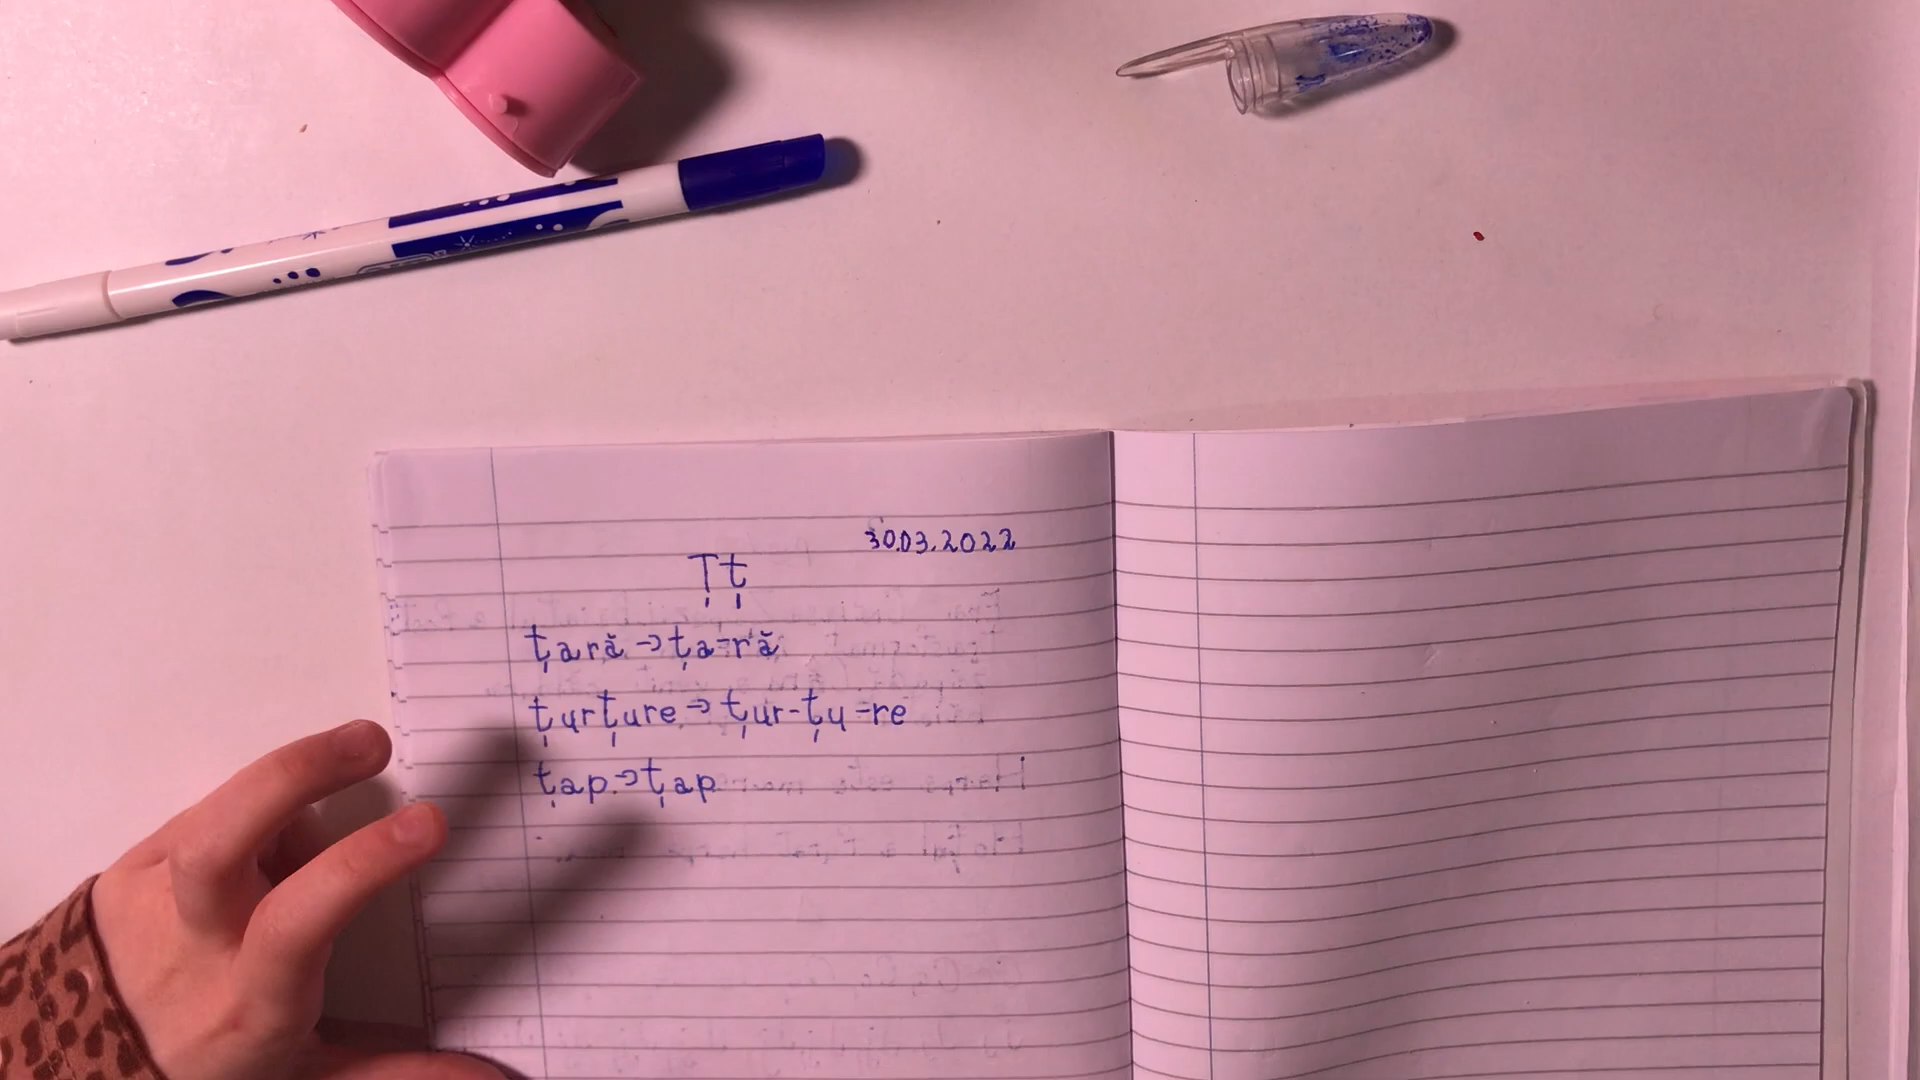 30.03.2022
Țț
țară → ța-ră
țurțure → țur-țu-re
țap → țap